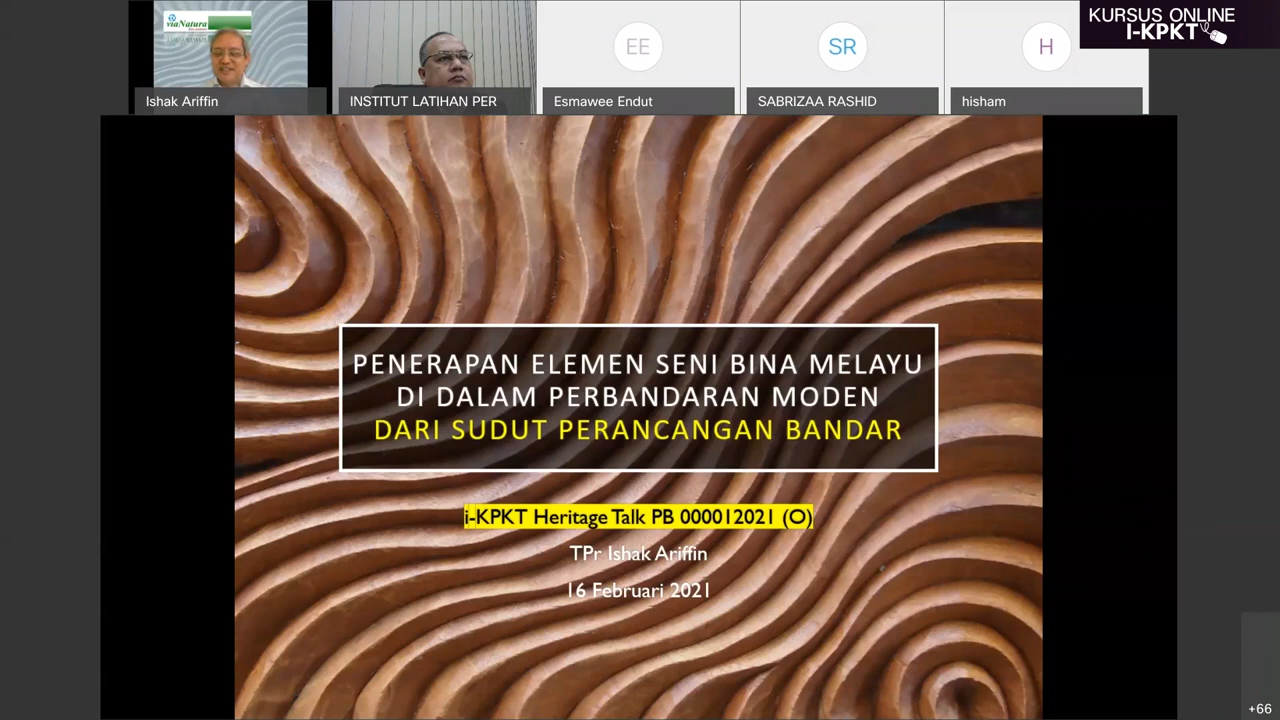 KURSUS ONLINE
I-KPKT
viaNatura
EE
SR
H
Ishak Ariffin
INSTITUT LATIHAN PER
Esmawee Endut
SABRIZAA RASHID
hisham
PENERAPAN ELEMEN SENI BINA MELAYU
DI DALAM PERBANDARAN MODEN
DARI SUDUT PERANCANGAN BANDAR
i-KPKT Heritage Talk PB 000012021 (O)
TPr Ishak Ariffin
16 Februari 2021
+66